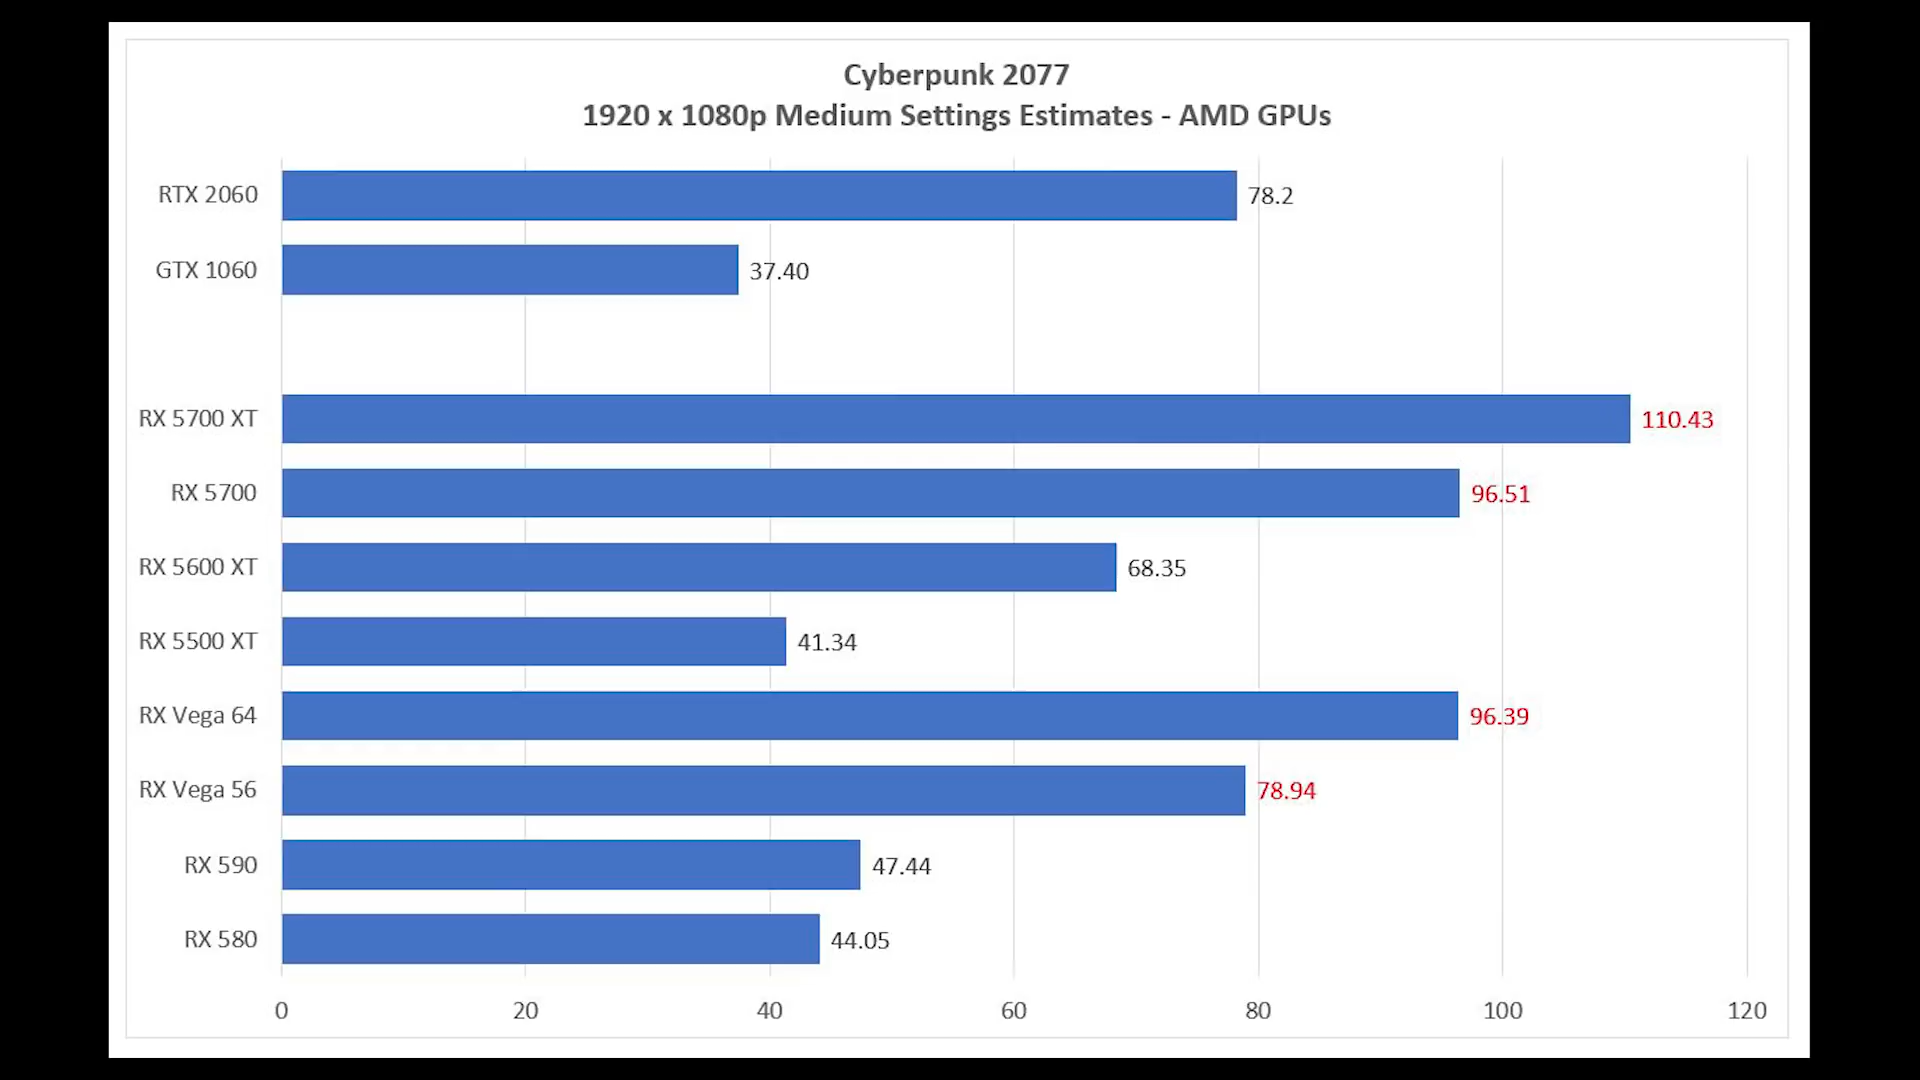 Cyberpunk 2077
1920 x 1080p Medium Settings Estimates - AMD GPUs
RTX 2060 78.2
GTX 1060 37.40
RX 5700 XT 110.43
RX 5700 96.51
RX 5600 XT 68.35
RX 5500 XT 41.34
RX Vega 64 96.39
RX Vega 56 78.94
RX 590 47.44
RX 580 44.05
0 20 40 60 80 100 120